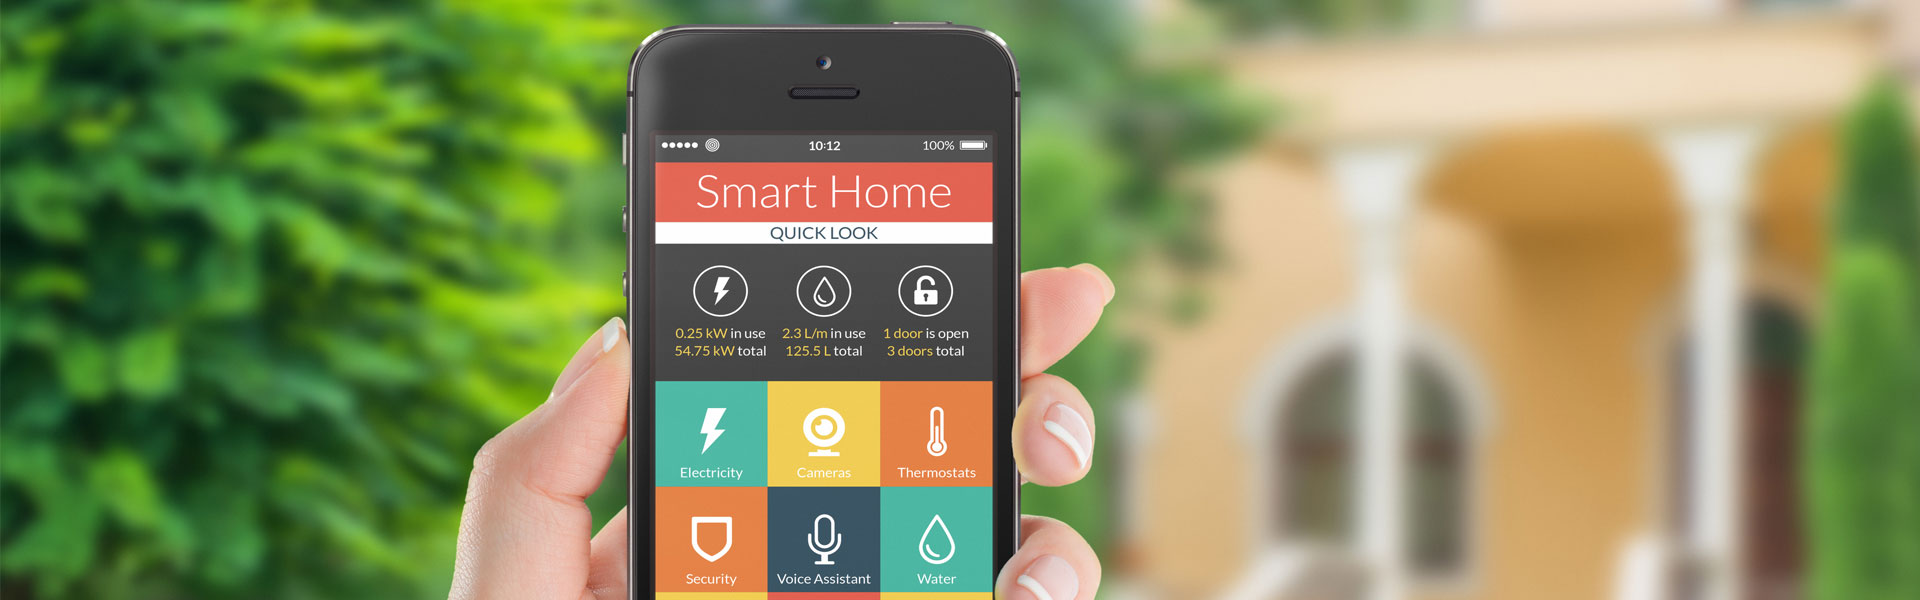 10:12 100%
Smart Home
QUICK LOOK
0.25 kW in use 2.3 L/m in use 1 door is open
54.75 kW total 125.5 L total 3 doors total
Electricity Cameras Thermostats
Security Voice Assistant Water